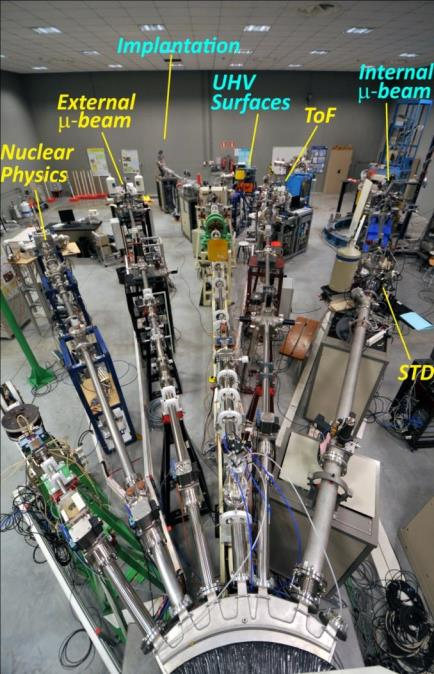 Implantation
External
μ-beam
UHV
Surfaces
ToF
Internal
μ-beam
Nuclear
Physics
STD